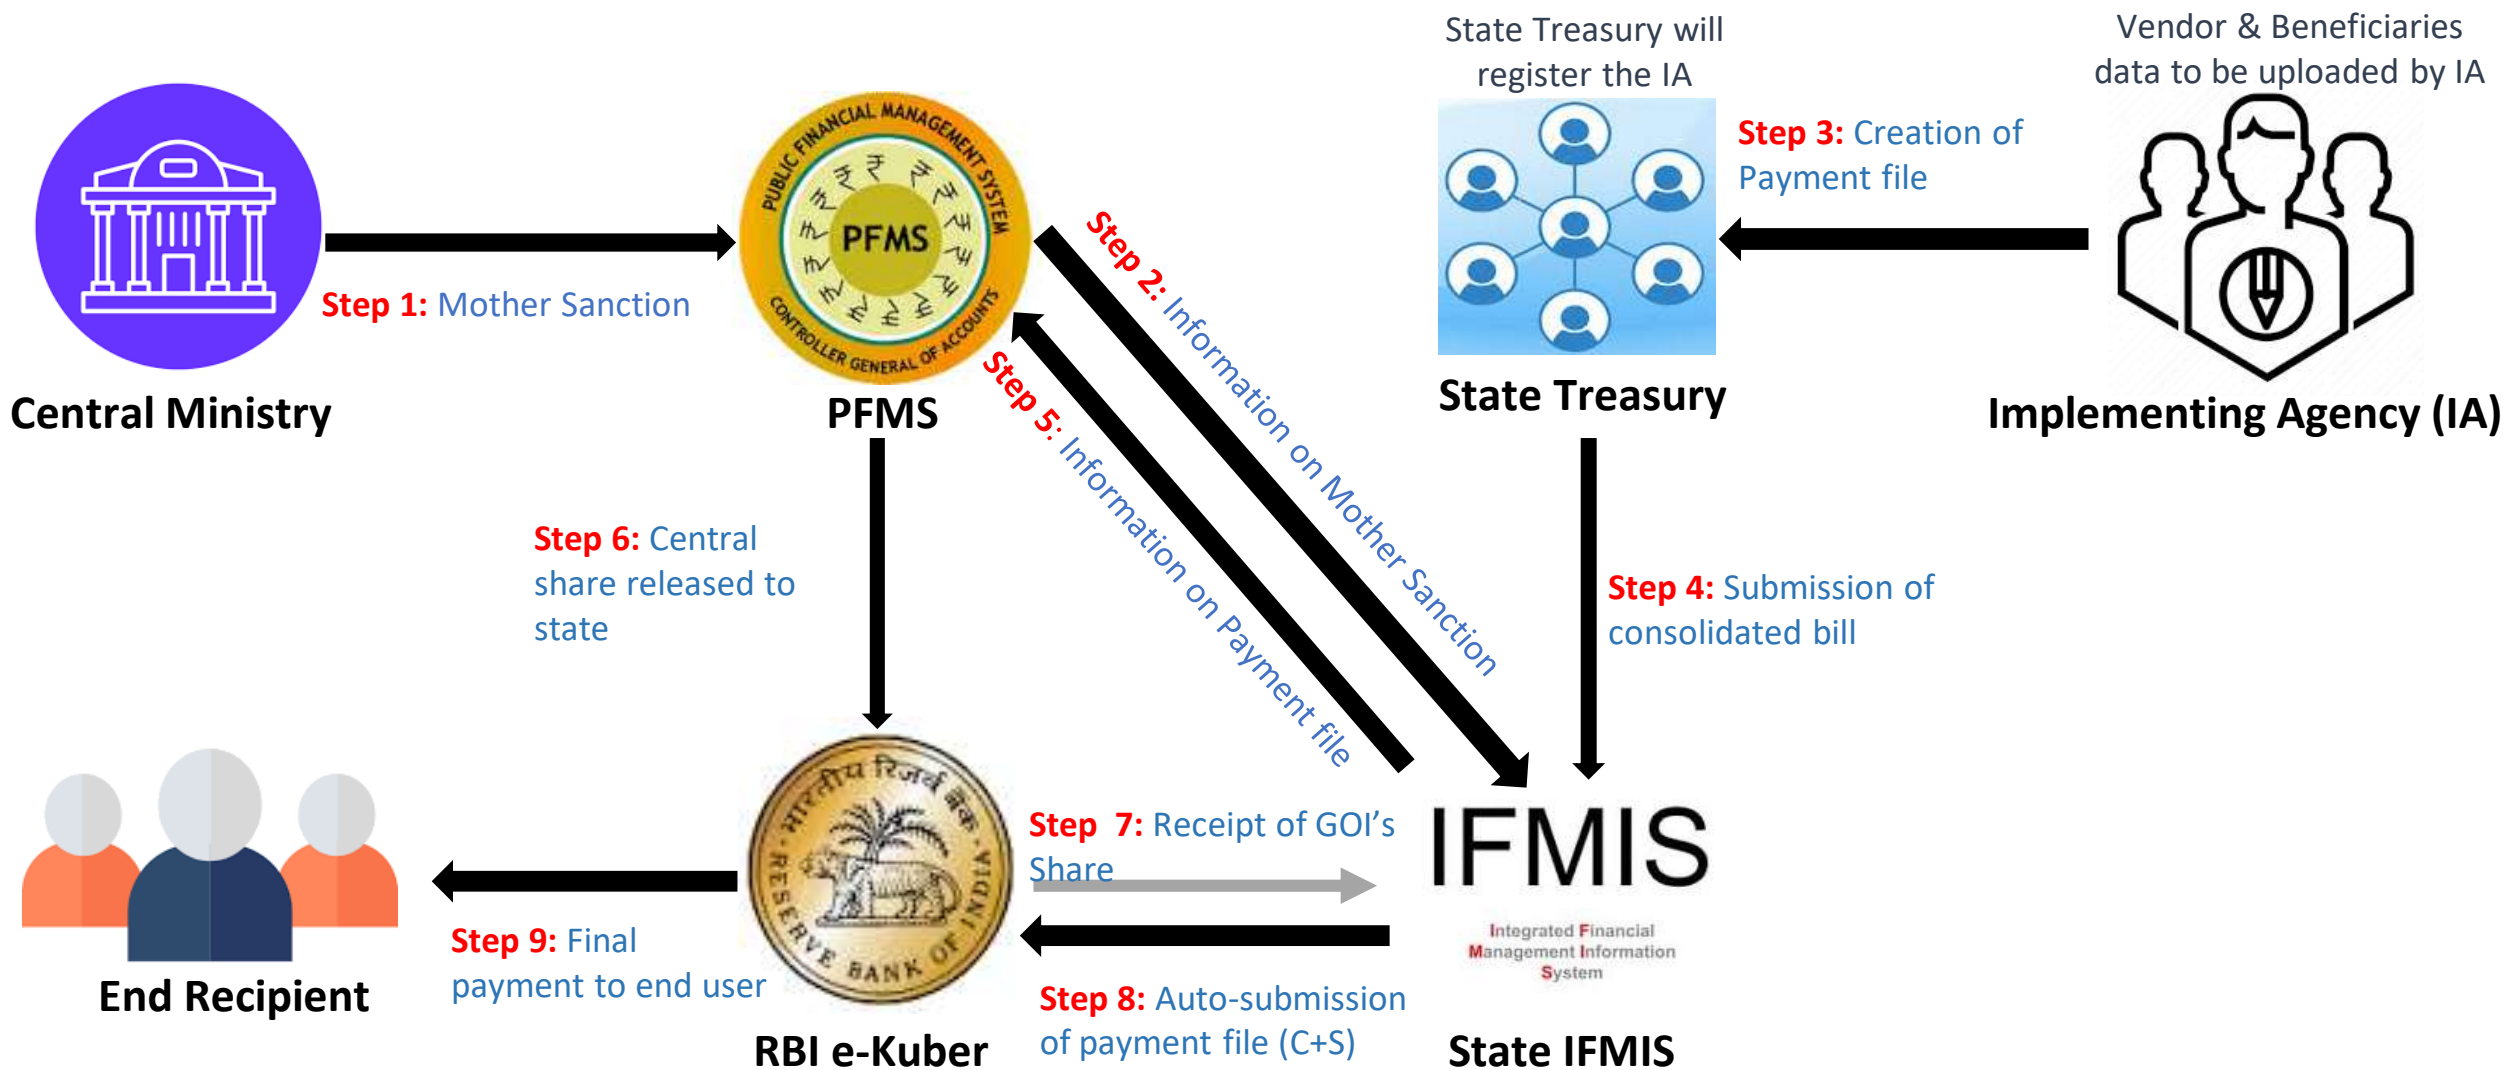 State Treasury will
register the IA
Vendor & Beneficiaries
data to be uploaded by IA
PUBLIC FINANCIAL MANAGEMENT SYSTEM
PFMS
CONTROLLER GENERAL OF ACCOUNTS
Step 3: Creation of
Payment file
Step 1: Mother Sanction
Step 2: Information on Mother Sanction
Central Ministry
PFMS
State Treasury
Implementing Agency (IA)
Step 5: Information on Payment file
Step 6: Central
share released to
state
Step 4: Submission of
consolidated bill
भारतीय रिज़र्व बैंक
RESERVE BANK OF INDIA
Step 7: Receipt of GOI's
Share
IFMIS
Integrated Financial
Management Information
System
Step 9: Final
payment to end user
Step 8: Auto-submission
of payment file (C+S)
End Recipient
RBI e-Kuber
State IFMIS